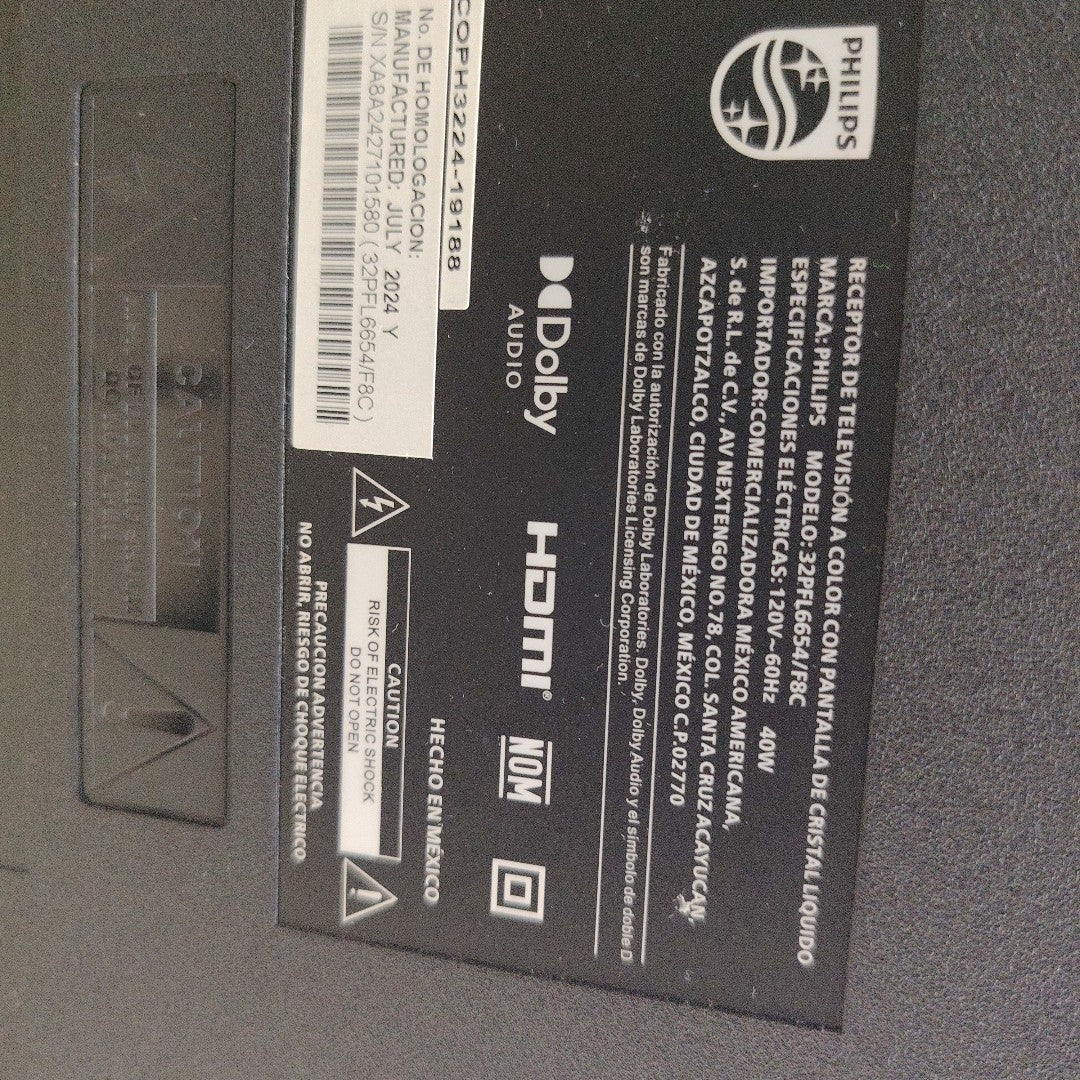 PHILIPS
RECEPTOR DE TELEVISIÓN A COLOR CON PANTALLA DE CRISTAL LIQUIDO
MARCA: PHILIPS MODELO: 32PFL6654/F8C
ESPECIFICACIONES ELÉCTRICAS: 120V~60Hz 40W
IMPORTADOR:COMERCIALIZADORA MÉXICO AMERICANA,
S. de R.L. de C.V., AV NEXTENGO NO.78, COL. SANTA CRUZ ACAYUCAN,
AZCAPOTZALCO, CIUDAD DE MÉXICO, MÉXICO C.P.02770
Fabricado con la autorización de Dolby Laboratories. Dolby, Dolby Audio y el símbolo de doble D
son marcas de Dolby Laboratories Licensing Corporation.
Dolby
AUDIO
HDMI®
NOM
COPH3224-19188
No. DE HOMOLOGACION:
MANUFACTURED: JULY 2024 Y
S/N XA8A2427101580 ( 32PFL6654/F8C )
HECHO EN MÉXICO
CAUTION
RISK OF ELECTRIC SHOCK
DO NOT OPEN
PRECAUCION ADVERTENCIA
NO ABRIR. RIESGO DE CHOQUE ELECTRICO
CAUTION